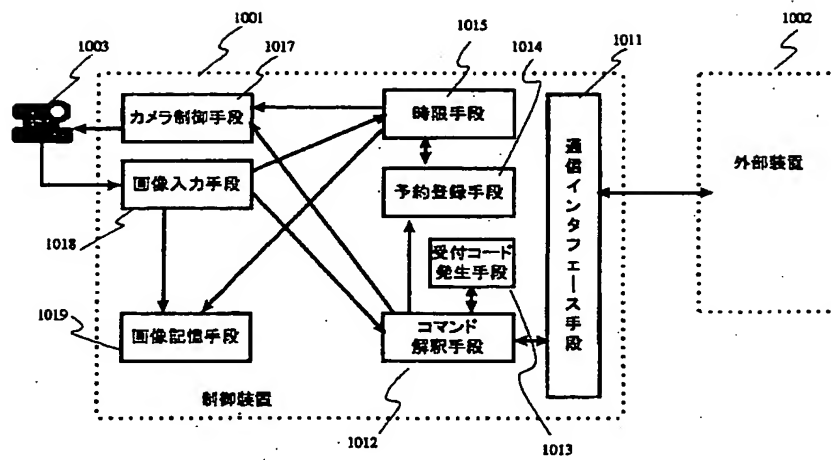 1001
1002
1003
1017
1015
1014
1011
カメラ制御手段
時限手段
画像入力手段
予約登録手段
外部装置
通信インタフェース手段
1018
受付コード
発生手段
1019
画像記憶手段
コマンド
解釈手段
制御装置
1012
1013